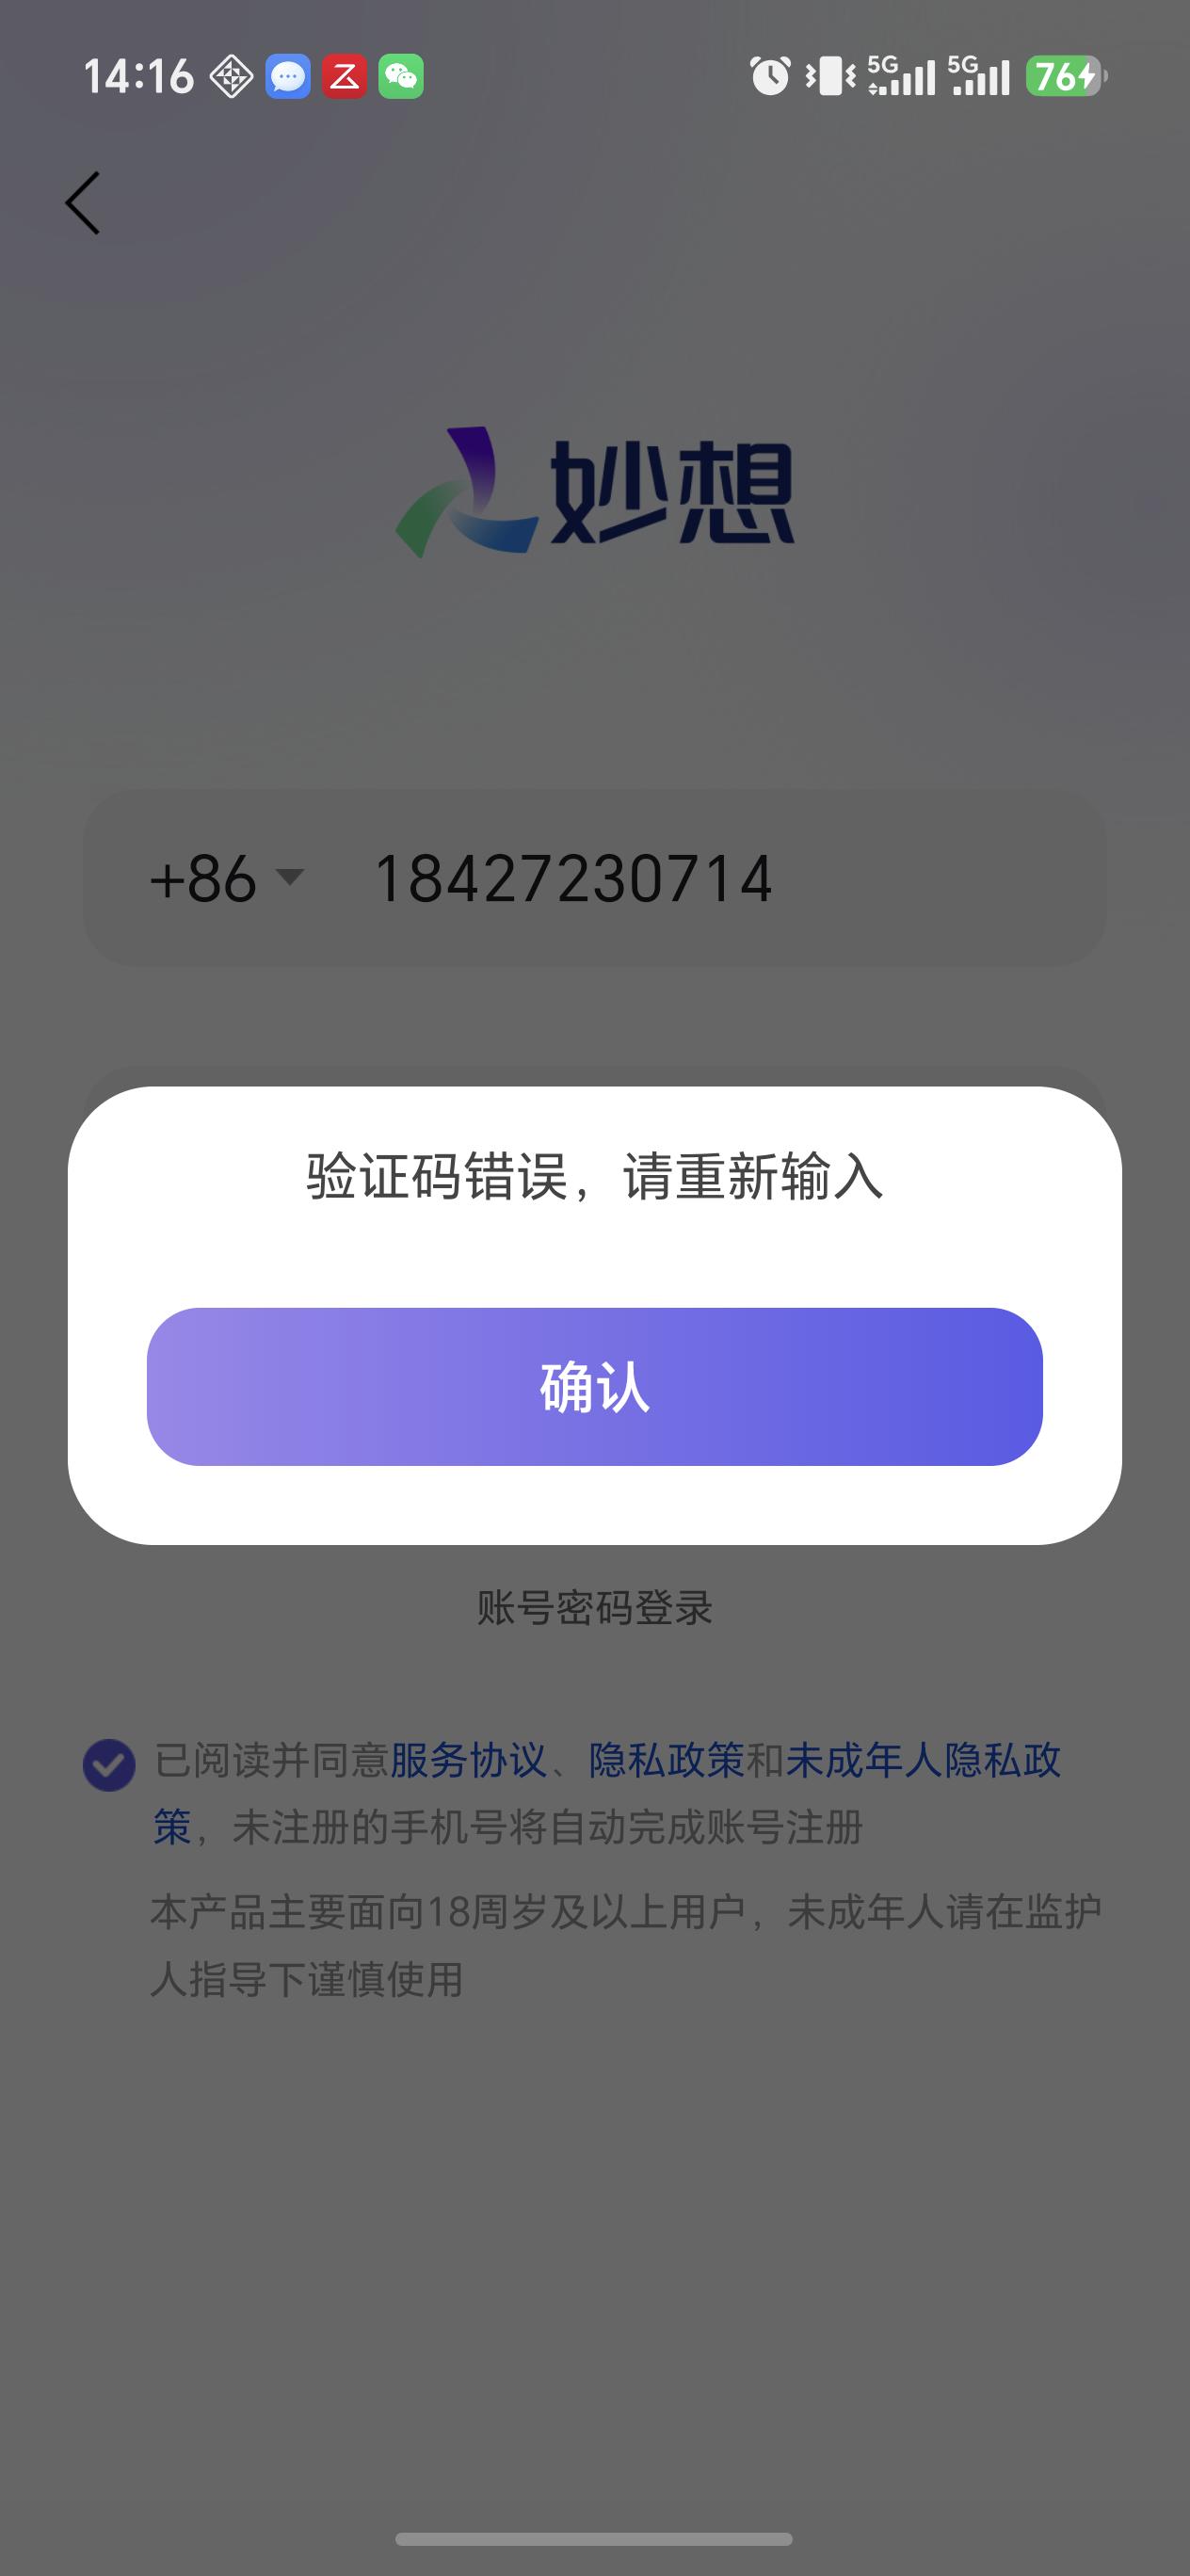 14:16
5G 5G 76
妙想
+86 18427230714
验证码错误，请重新输入
确认
账号密码登录
已阅读并同意服务协议、隐私政策和未成年人隐私政
策，未注册的手机号将自动完成账号注册
本产品主要面向18周岁及以上用户，未成年人请在监护
人指导下谨慎使用